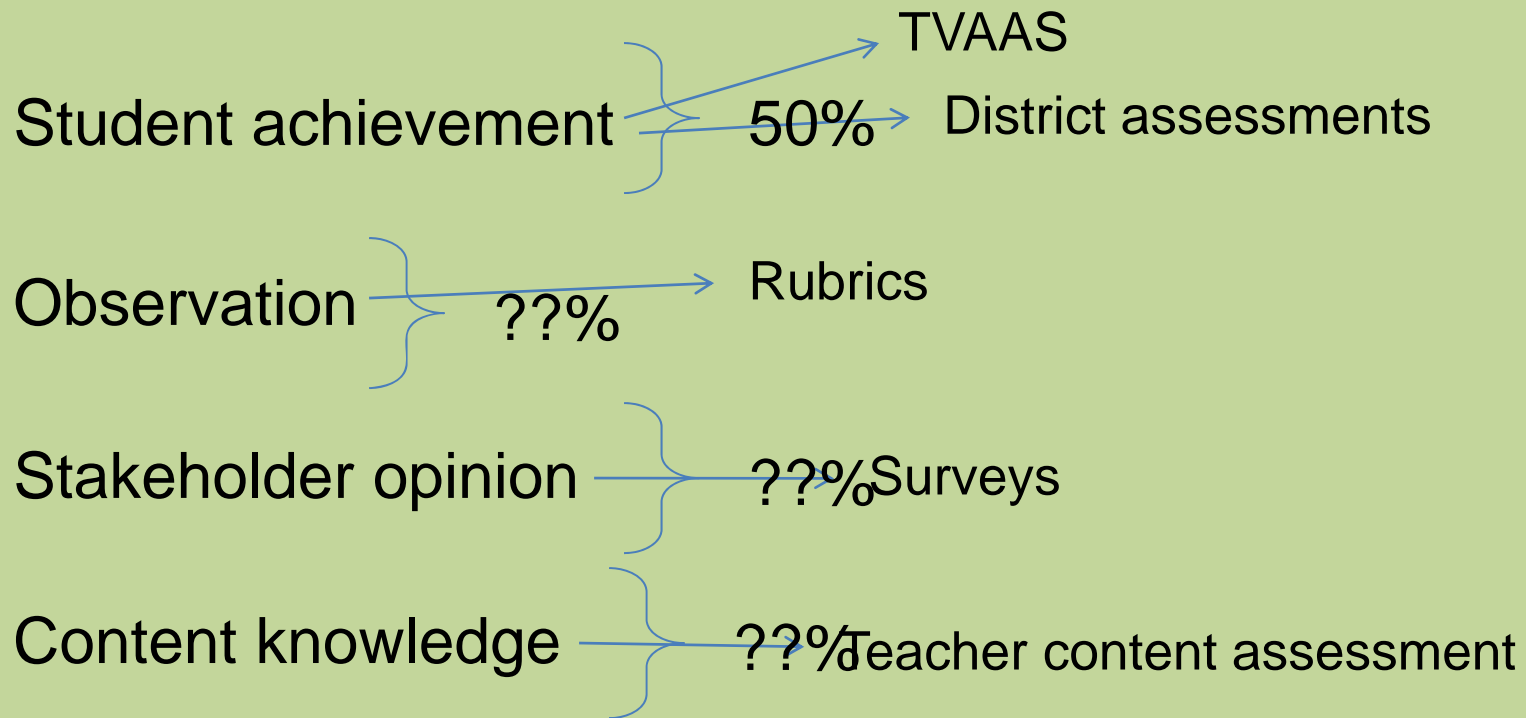 TVAAS
Student achievement 50% District assessments
Observation ??% Rubrics
Stakeholder opinion ??% Surveys
Content knowledge ??% Teacher content assessment